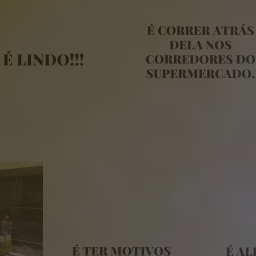 É LINDO!!!
É CORRER ATRÁS
DELA NOS
CORREDORES DO
SUPERMERCADO.
É TER MOTIVOS